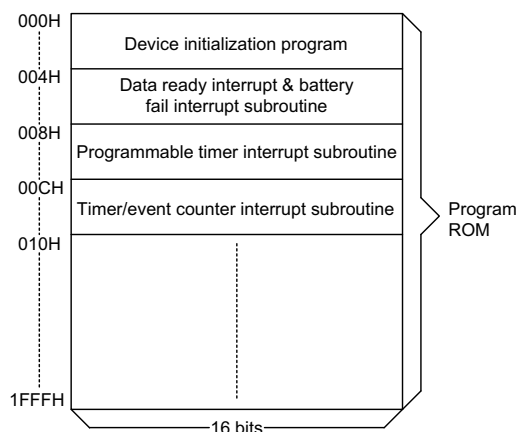 000H
Device initialization program
004H
Data ready interrupt & battery
fail interrupt subroutine
008H
Programmable timer interrupt subroutine
00CH
Timer/event counter interrupt subroutine
010H
Program
ROM
1FFFH
16 bits